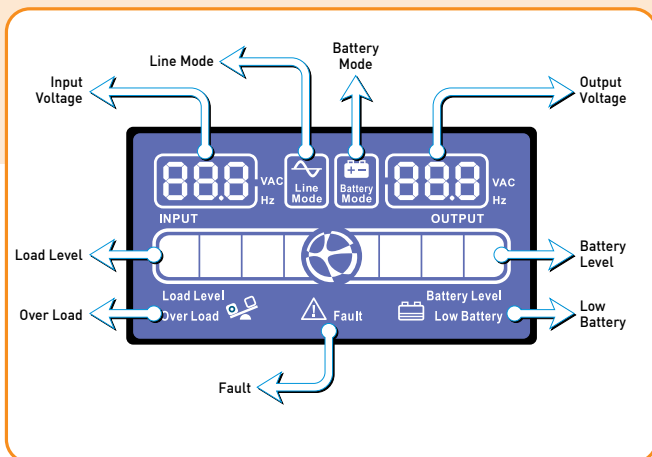 Battery
Mode
Line Mode
Input
Voltage
Output
Voltage
88.8
VAC
Hz
INPUT
Line
Mode
Battery
Mode
88.8
VAC
Hz
OUTPUT
Load Level
Battery
Level
Load Level
Over Load
Fault
Battery Level
Low Battery
Over Load
Low
Battery
Fault